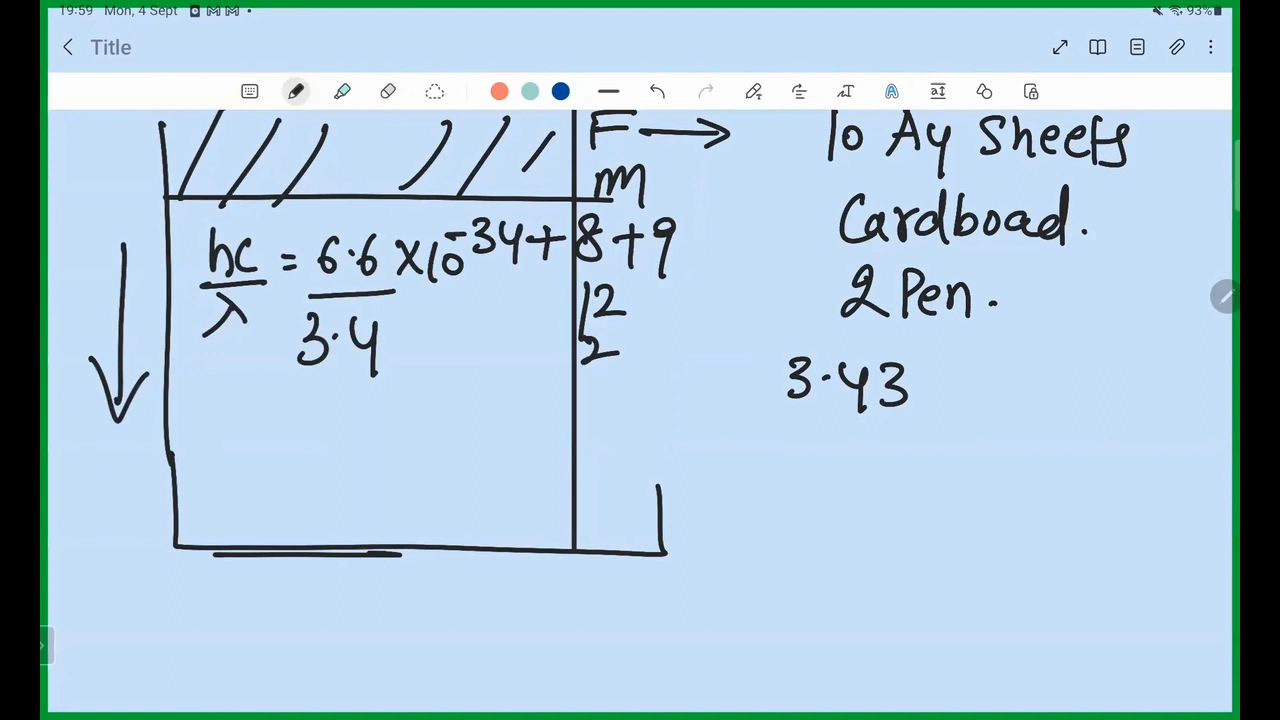 19:59 Mon, 4 Sept
93%
Title
F → 10 Ay Sheets
m
Cardboad.
hc/λ = 6.6 ×10^-34+8+9 / 3.4
12
2
2 Pen.
3.43